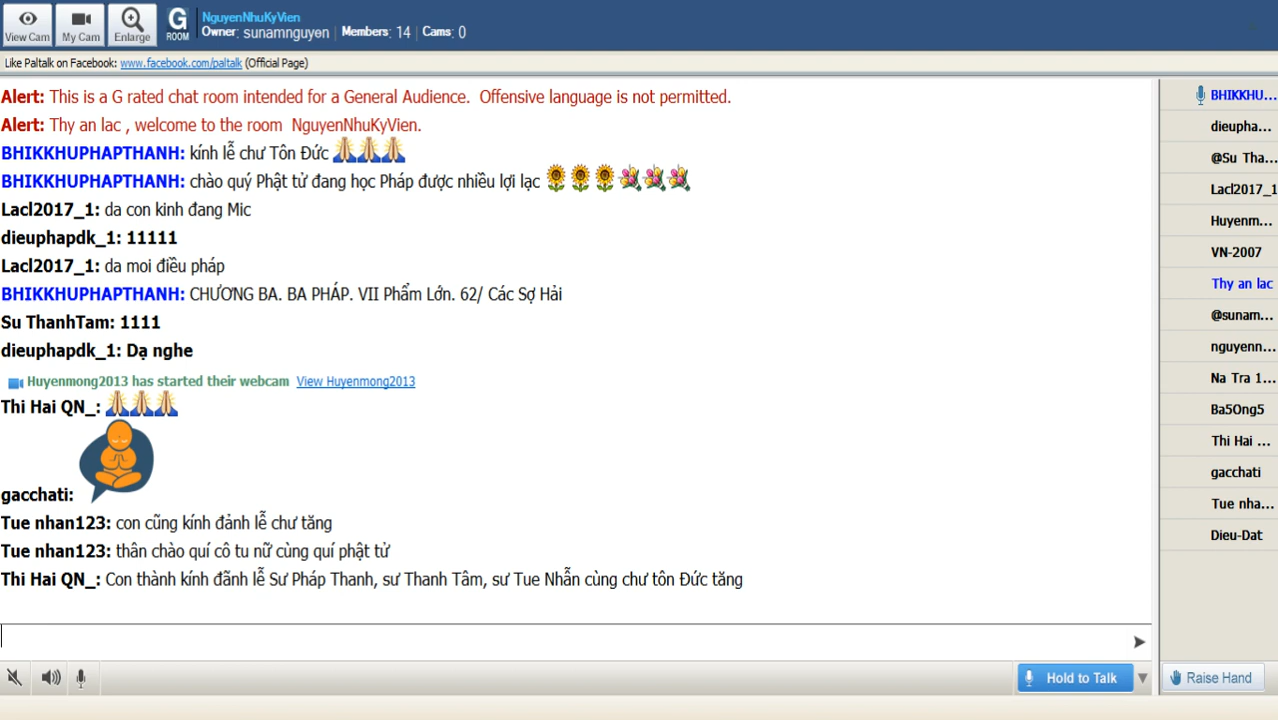 View Cam
My Cam
Enlarge
G
ROOM
NguyenNhuKyVien
Owner: sunamnguyen | Members: 14 | Cams: 0
Like Paltalk on Facebook: www.facebook.com/paltalk (Official Page)
Alert: This is a G rated chat room intended for a General Audience. Offensive language is not permitted.
Alert: Thy an lac , welcome to the room NguyenNhuKyVien.
BHIKKHUPHAPTHANH: kính lễ chư Tôn Đức
BHIKKHUPHAPTHANH: chào quý Phật tử đang học Pháp được nhiều lợi lạc
Lacl2017_1: da con kinh đang Mic
dieuphapdk_1: 11111
Lacl2017_1: da moi điều pháp
BHIKKHUPHAPTHANH: CHƯƠNG BA. BA PHÁP. VII Phẩm Lớn. 62/ Các Sợ Hải
Su ThanhTam: 1111
dieuphapdk_1: Dạ nghe
Huyenmong2013 has started their webcam View Huyenmong2013
Thi Hai QN_:
gacchati:
Tue nhan123: con cũng kính đảnh lễ chư tăng
Tue nhan123: thân chào quí cô tu nữ cùng quí phật tử
Thi Hai QN_: Con thành kính đãnh lễ Sư Pháp Thanh, sư Thanh Tâm, sư Tue Nhẫn cùng chư tôn Đức tăng
BHIKKHU...
dieupha...
@Su Tha...
Lacl2017_1
Huyenm...
VN-2007
Thy an lac
@sunam...
nguyenn...
Na Tra 1...
Ba5Ong5
Thi Hai ...
gacchati
Tue nha...
Dieu-Dat
Hold to Talk
Raise Hand